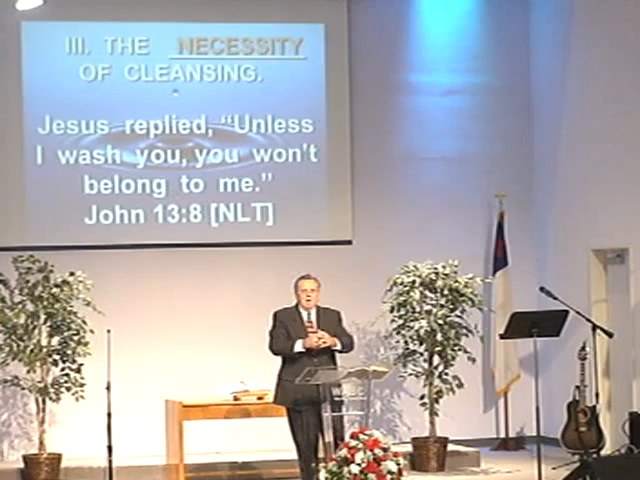 III. THE NECESSITY
OF CLEANSING.
Jesus replied, "Unless
I wash you, you won't
belong to me."
John 13:8 [NLT]